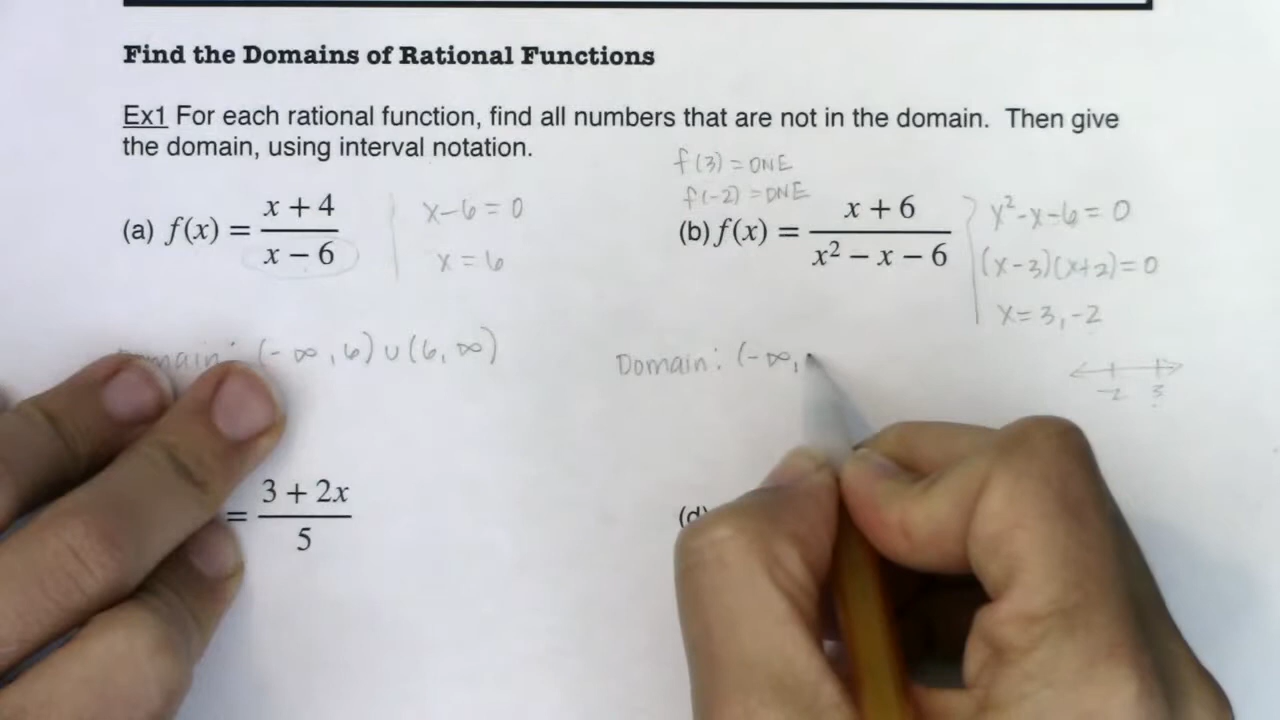 Find the Domains of Rational Functions
Ex1 For each rational function, find all numbers that are not in the domain. Then give
the domain, using interval notation.
(a) f(x) = (x + 4)/(x − 6)
x-6=0
x=6
(-∞,6)∪(6,∞)
f(3)=DNE
f(-2)=DNE
(b) f(x) = (x + 6)/(x² − x − 6)
x²-x-6=0
(x-3)(x+2)=0
x=3,-2
Domain: (-∞,
-2 3
= (3 + 2x)/5
(d)